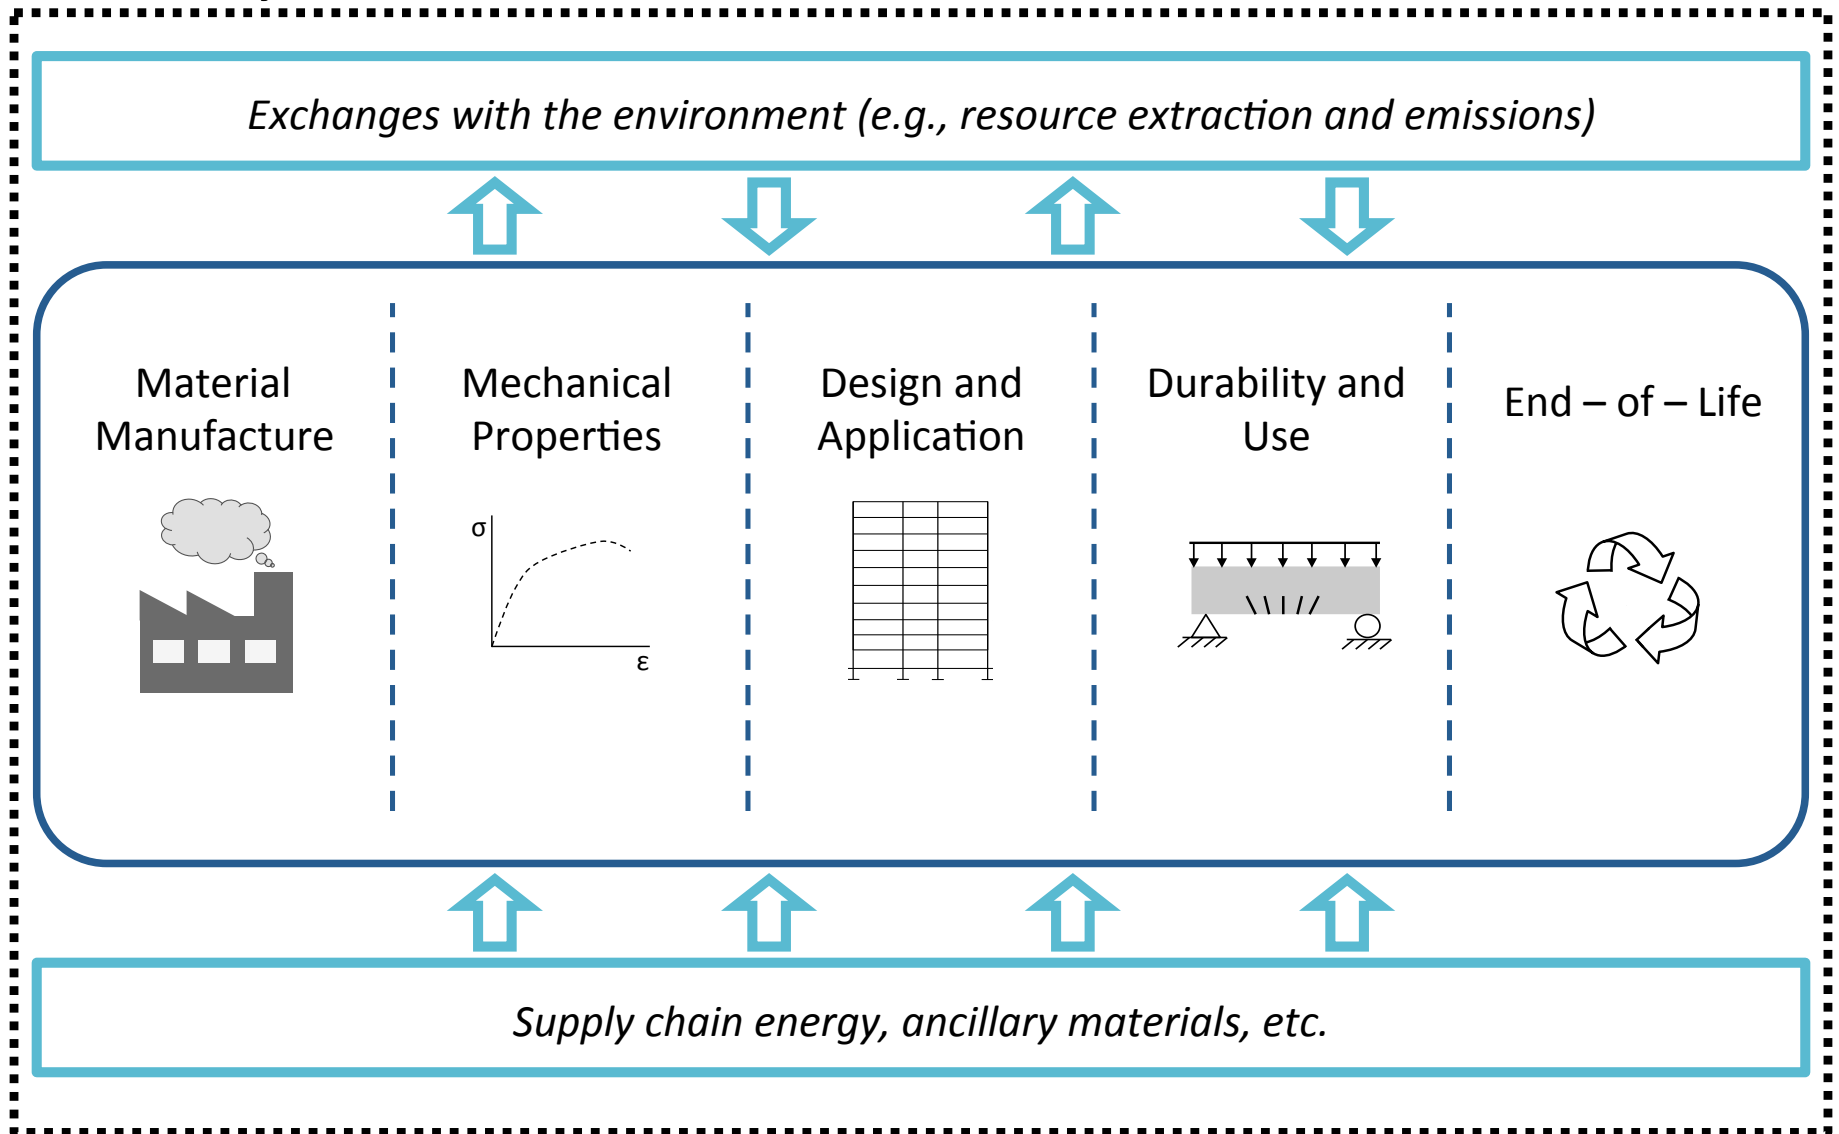 Exchanges with the environment (e.g., resource extraction and emissions)
Material
Manufacture
Mechanical
Properties
σ
ε
Design and
Application
Durability and
Use
End – of – Life
Supply chain energy, ancillary materials, etc.